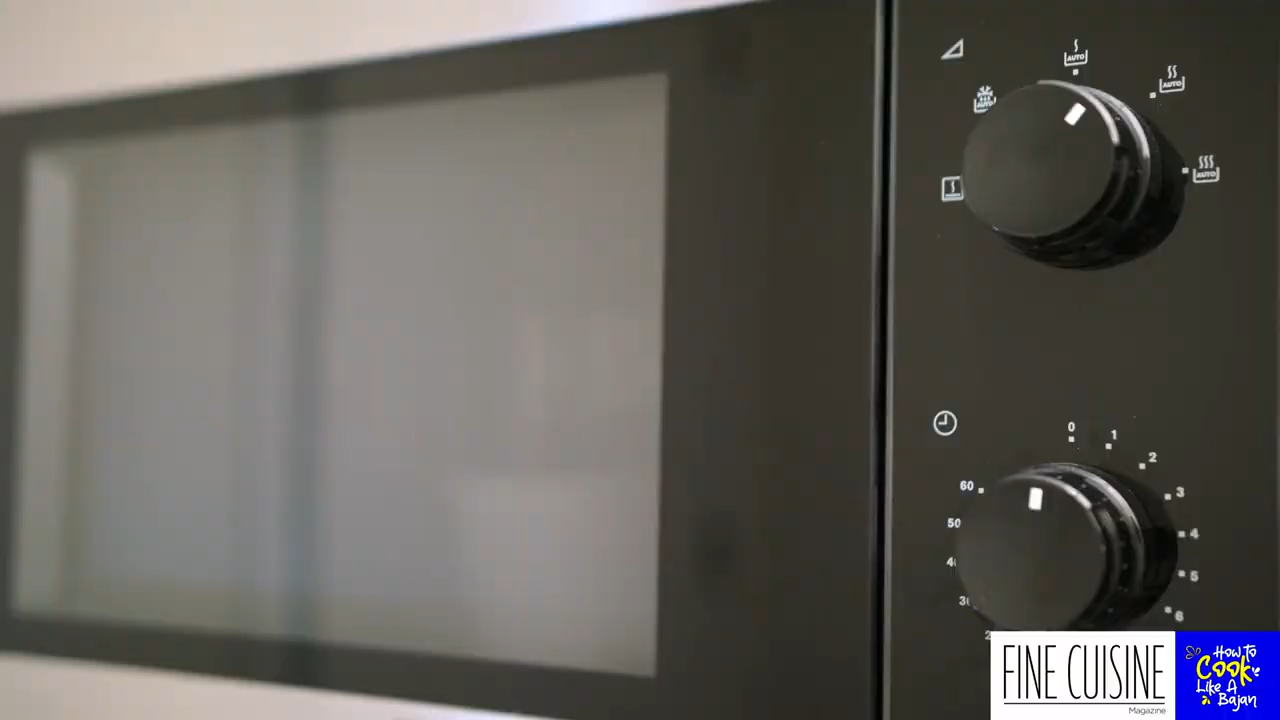 AUTO
AUTO
AUTO
AUTO
0
1
2
3
4
5
6
60
50
FINE CUISINE
Magazine
How To
Cook
Like A
Bajan